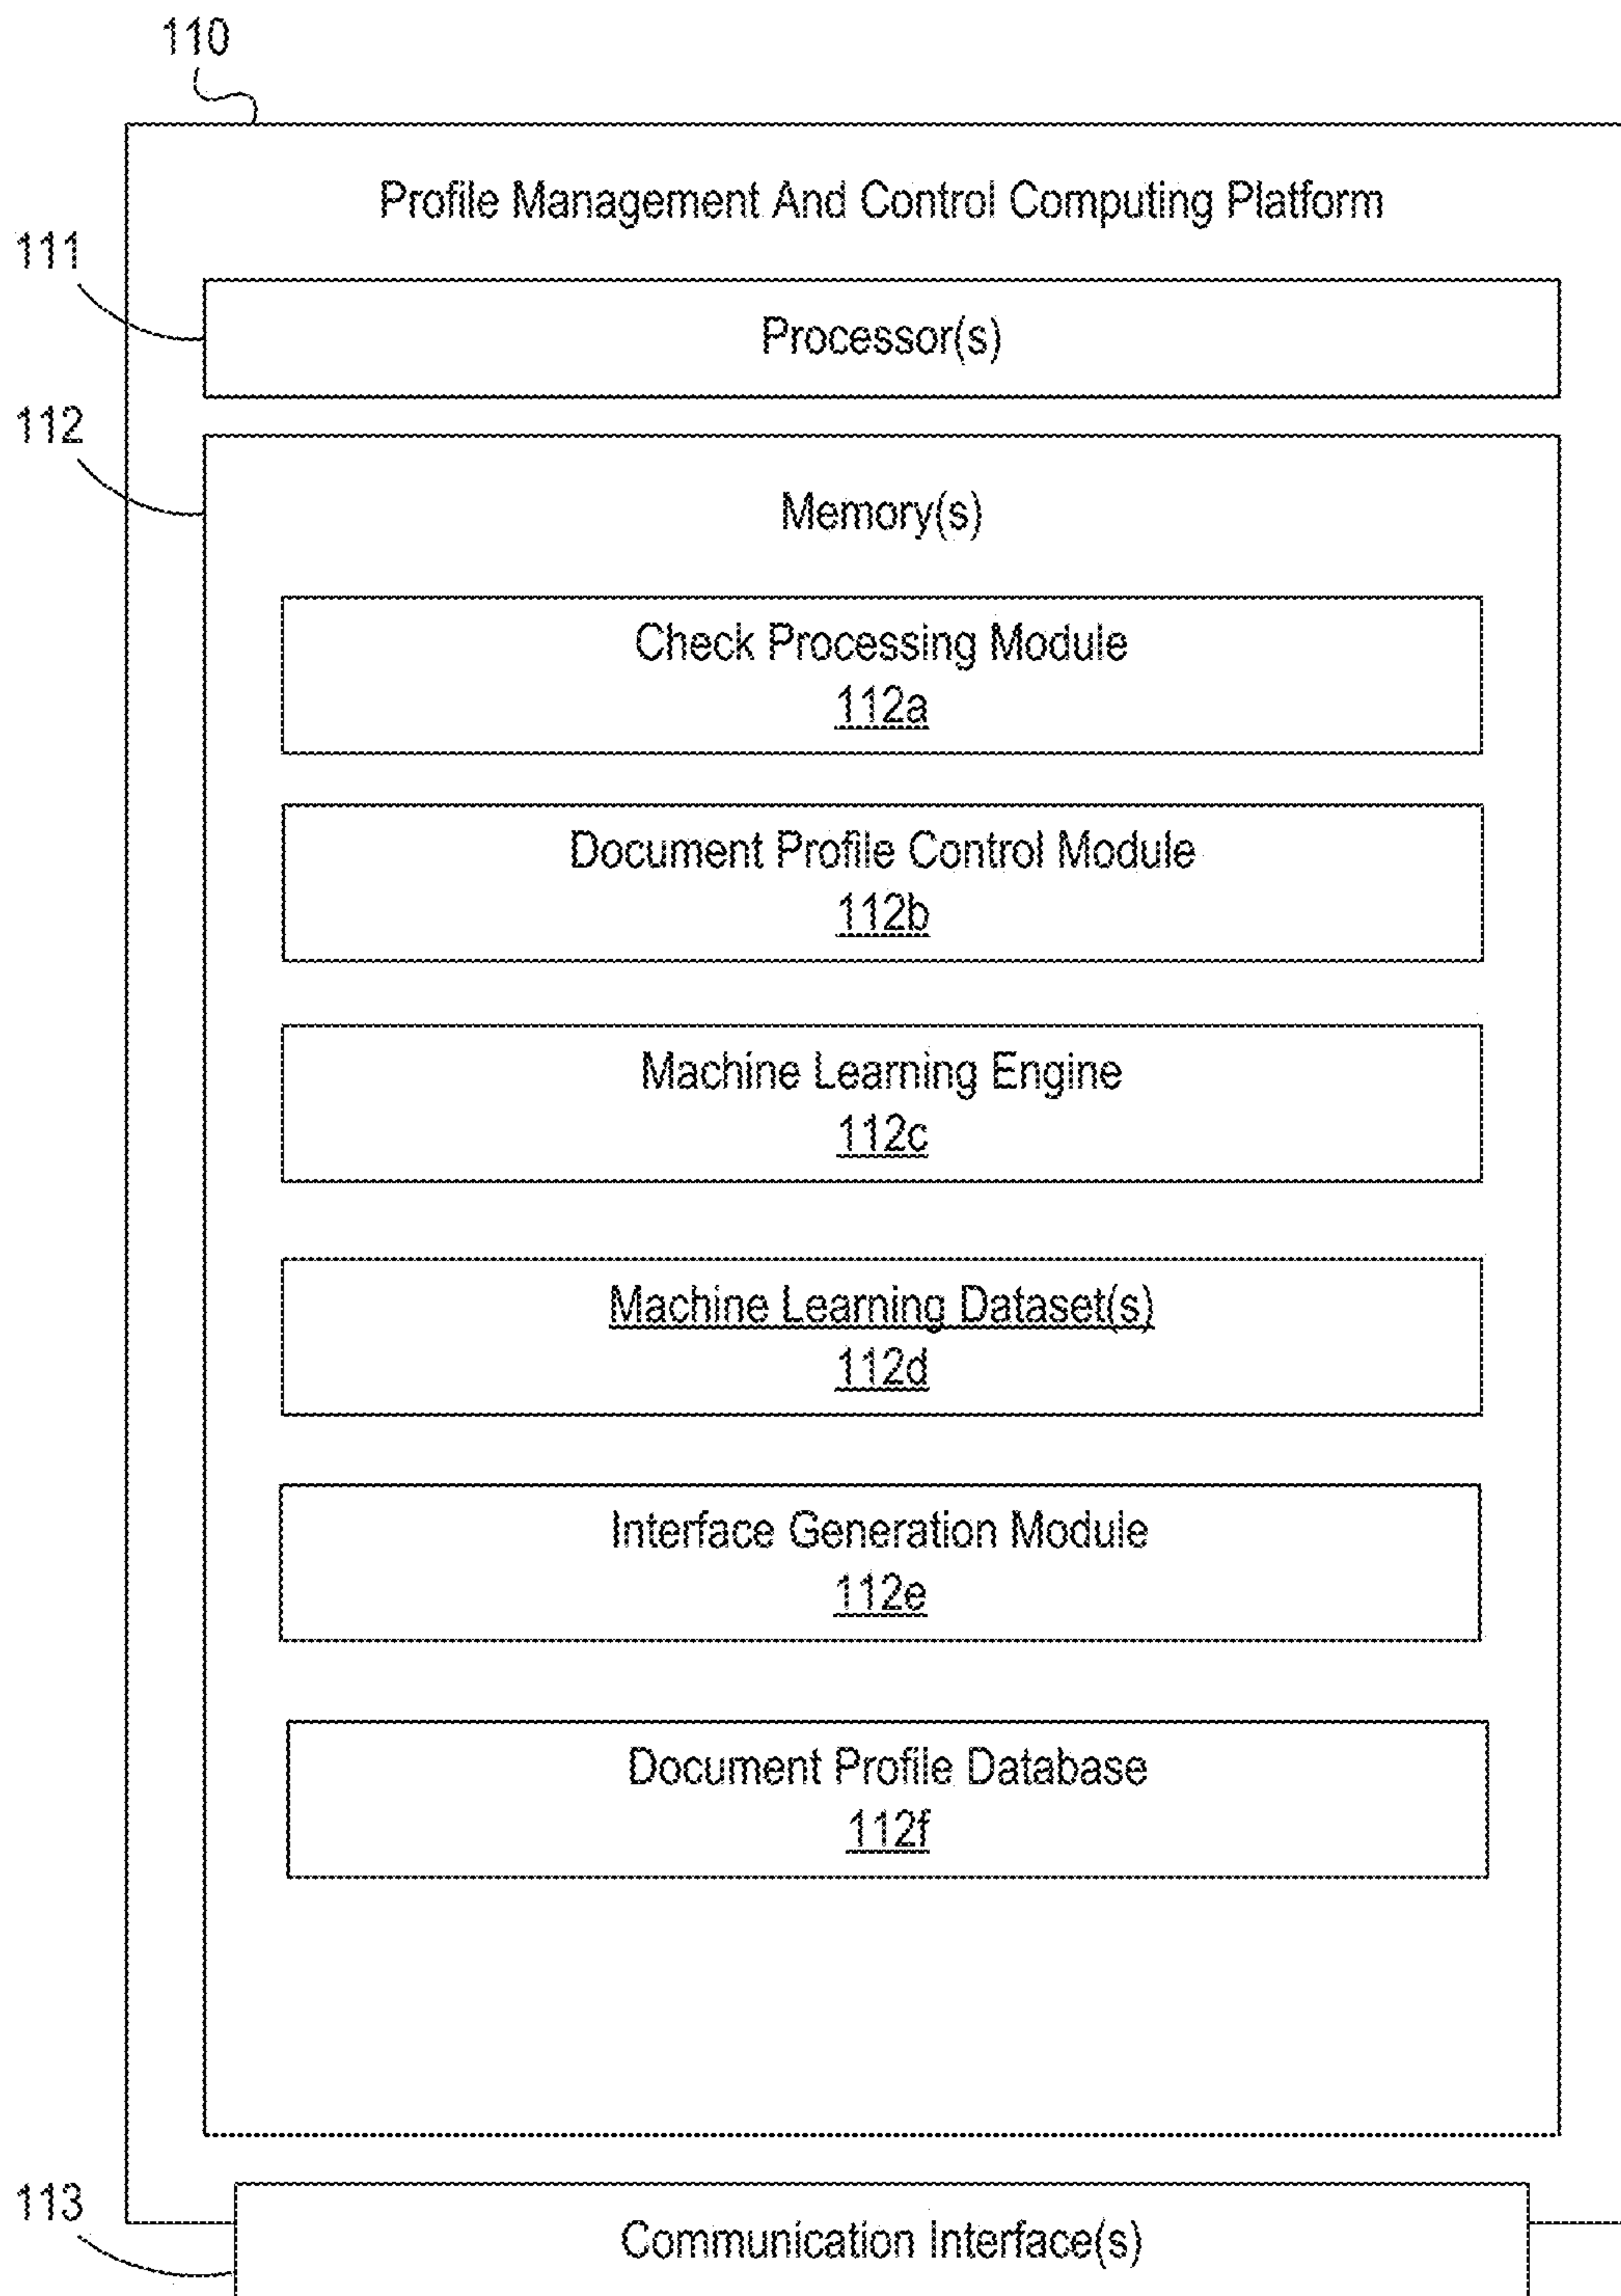 110
Profile Management And Control Computing Platform
111
Processor(s)
112
Memory(s)
Check Processing Module
112a
Document Profile Control Module
112b
Machine Learning Engine
112c
Machine Learning Dataset(s)
112d
Interface Generation Module
112e
Document Profile Database
112f
113
Communication Interface(s)